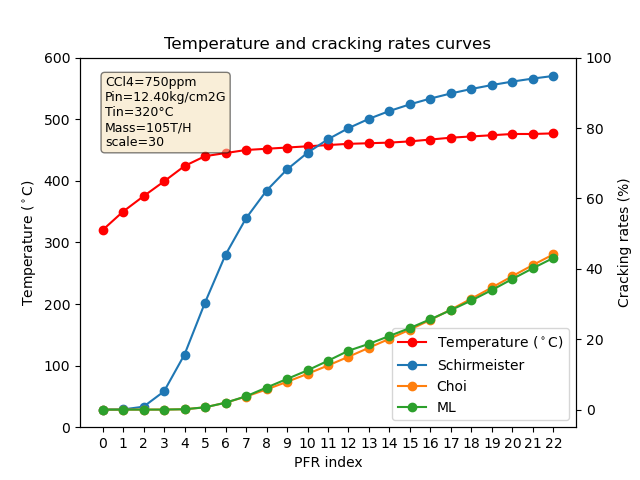 Temperature and cracking rates curves
CCl4=750ppm
Pin=12.40kg/cm2G
Tin=320°C
Mass=105T/H
scale=30
600
500
400
300
200
100
0
Temperature (°C)
100
80
60
40
20
0
Cracking rates (%)
Temperature (°C)
Schirmeister
Choi
ML
0 1 2 3 4 5 6 7 8 9 10 11 12 13 14 15 16 17 18 19 20 21 22
PFR index